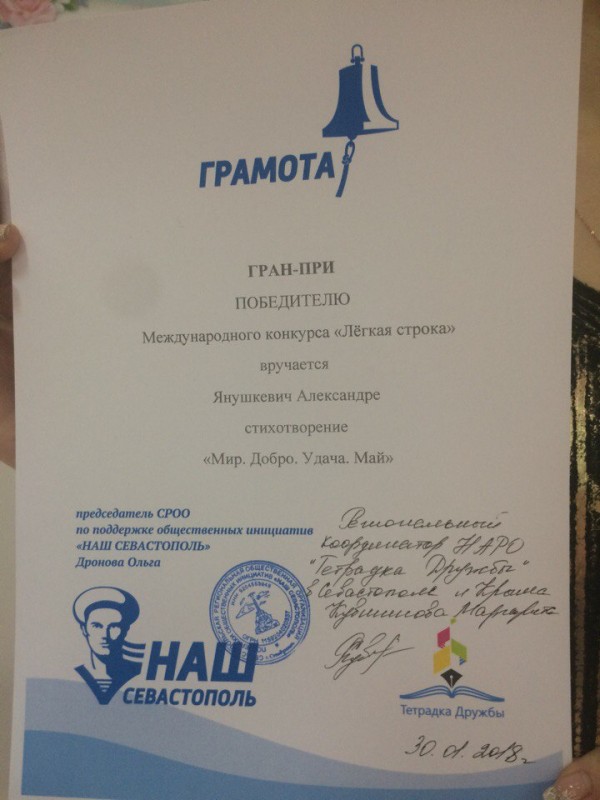 ГРАМОТА
ГРАН-ПРИ
ПОБЕДИТЕЛЮ
Международного конкурса «Лёгкая строка»
вручается
Янушкевич Александре
стихотворение
«Мир. Добро. Удача. Май»
председатель СРОО
по поддержке общественных инициатив
«НАШ СЕВАСТОПОЛЬ»
Дронова Ольга
Региональный
координатор НАРО
"Тетрадка Дружбы"
в Севастополе и Крыма
Маргарита
НАШ
СЕВАСТОПОЛЬ
Тетрадка Дружбы
30.01.2018г